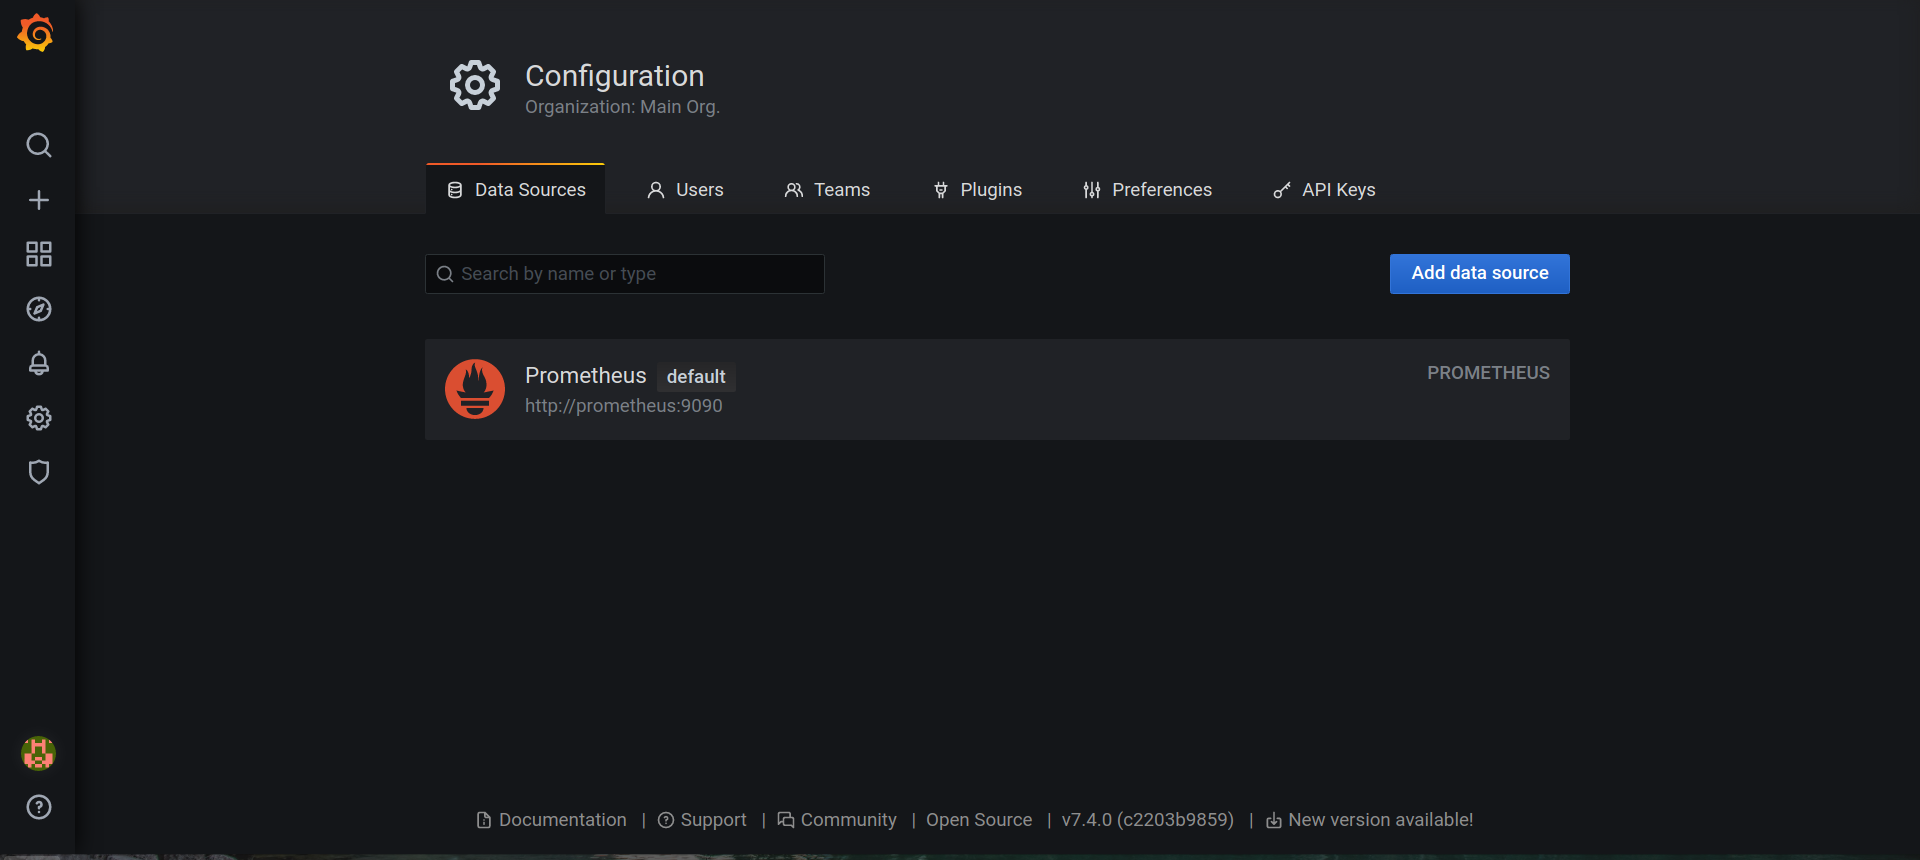 Configuration
Organization: Main Org.
Data Sources Users Teams Plugins Preferences API Keys
Search by name or type Add data source
Prometheus default PROMETHEUS
http://prometheus:9090
Documentation | Support | Community | Open Source | v7.4.0 (c2203b9859) | New version available!